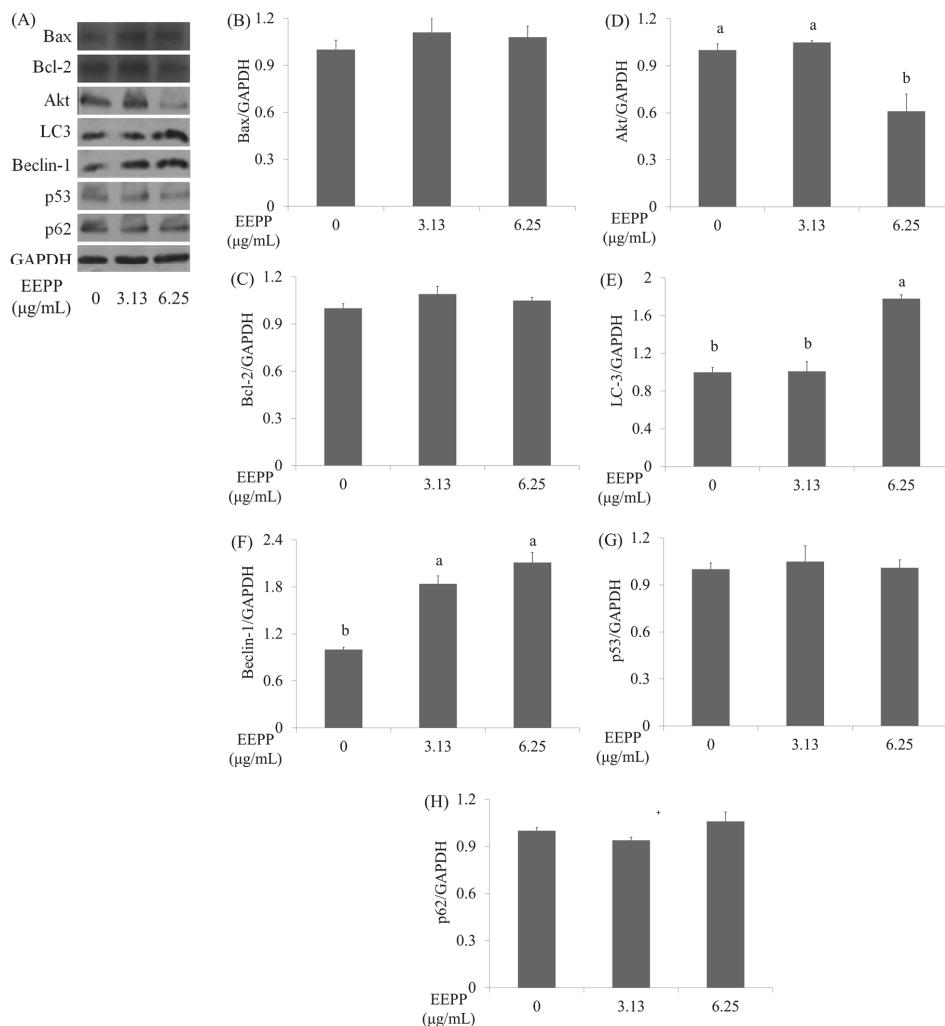 (A)
Bax
Bcl-2
Akt
LC3
Beclin-1
p53
p62
GAPDH
EEPP
(μg/mL)
0 3.13 6.25
(B)
Bax/GAPDH
1.2
0.9
0.6
0.3
0
EEPP
(μg/mL)
0 3.13 6.25
(D)
Akt/GAPDH
1.2
0.9
0.6
0.3
0
a a b
EEPP
(μg/mL)
0 3.13 6.25
(C)
Bcl-2/GAPDH
1.2
0.9
0.6
0.3
0
EEPP
(μg/mL)
0 3.13 6.25
(E)
LC-3/GAPDH
2
1.6
1.2
0.8
0.4
0
b b a
EEPP
(μg/mL)
0 3.13 6.25
(F)
Beclin-1/GAPDH
2.4
1.8
1.2
0.6
0
b a a
EEPP
(μg/mL)
0 3.13 6.25
(G)
p53/GAPDH
1.2
0.9
0.6
0.3
0
EEPP
(μg/mL)
0 3.13 6.25
(H)
p62/GAPDH
1.2
0.9
0.6
0.3
0
+
EEPP
(μg/mL)
0 3.13 6.25